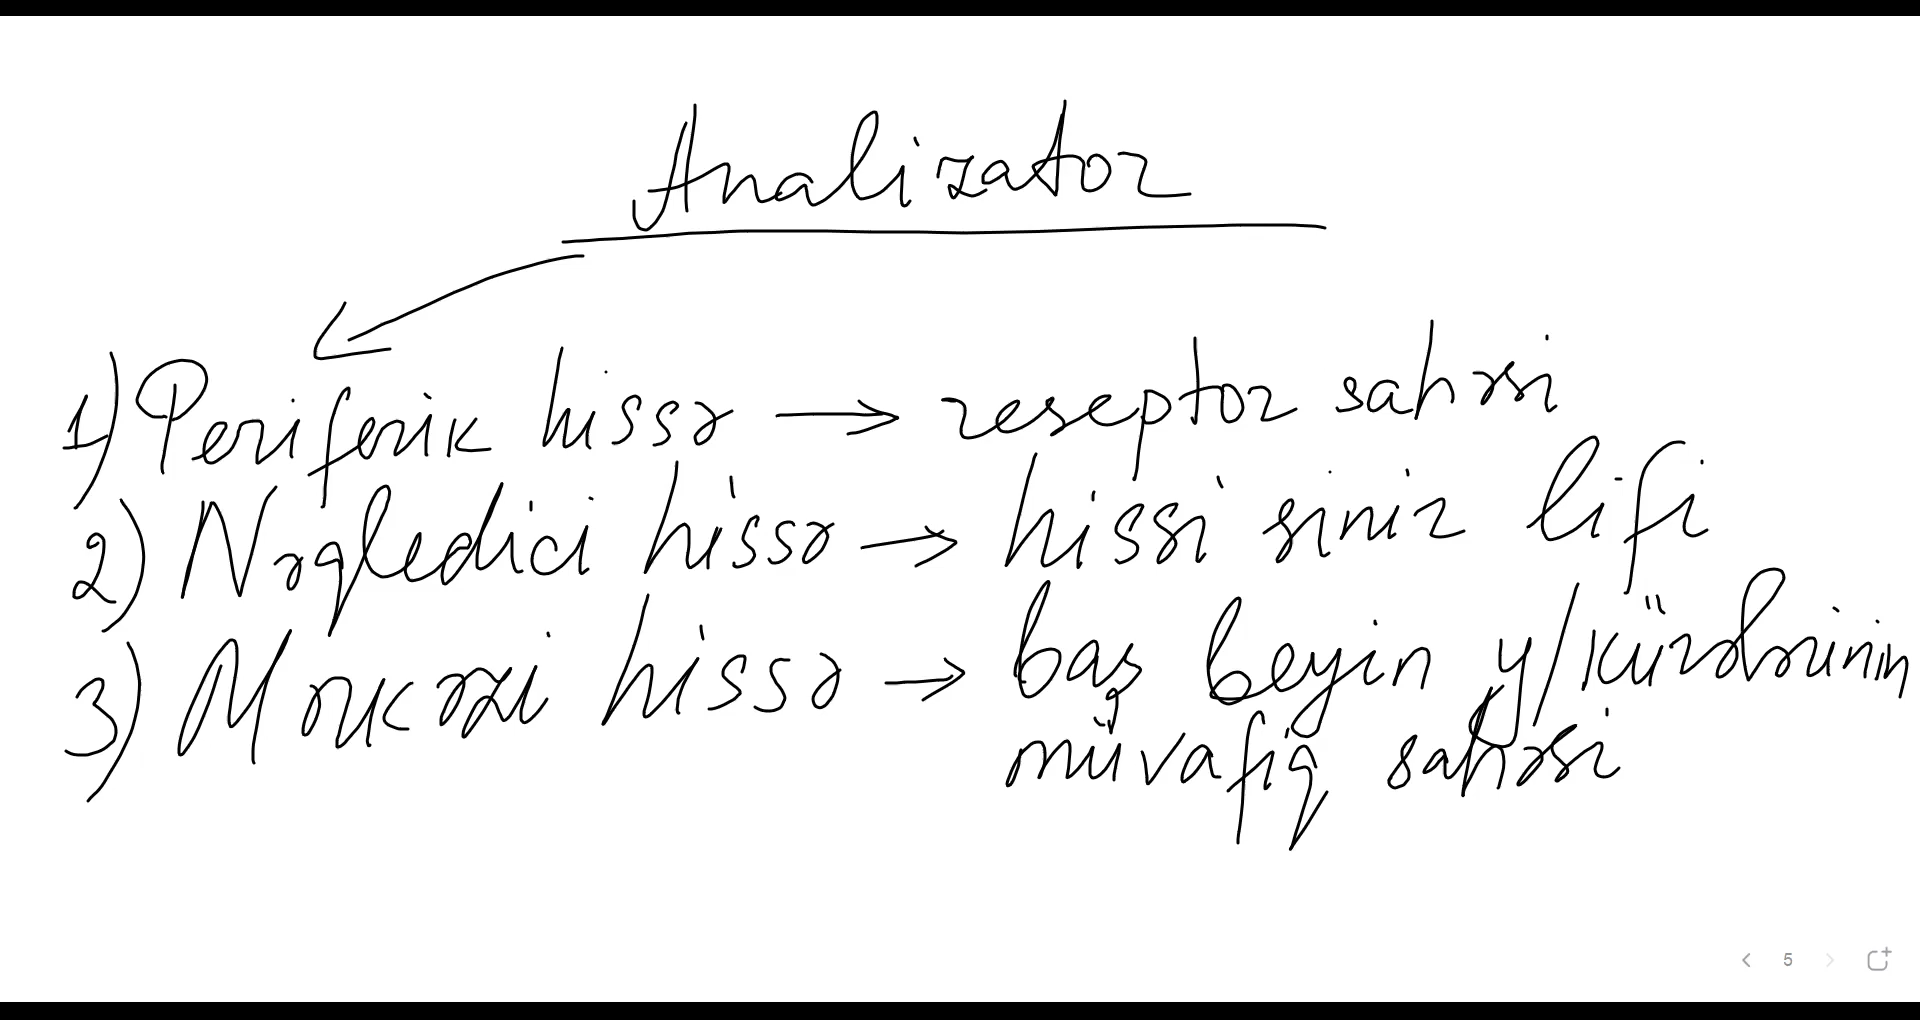 Analizator
1) Periferik hissə → reseptor sahəsi
2) Nəqledici hissə → hissi sinir lifi
3) Mərkəzi hissə → baş beyin y/kürələrinin
müvafiq sahəsi
5